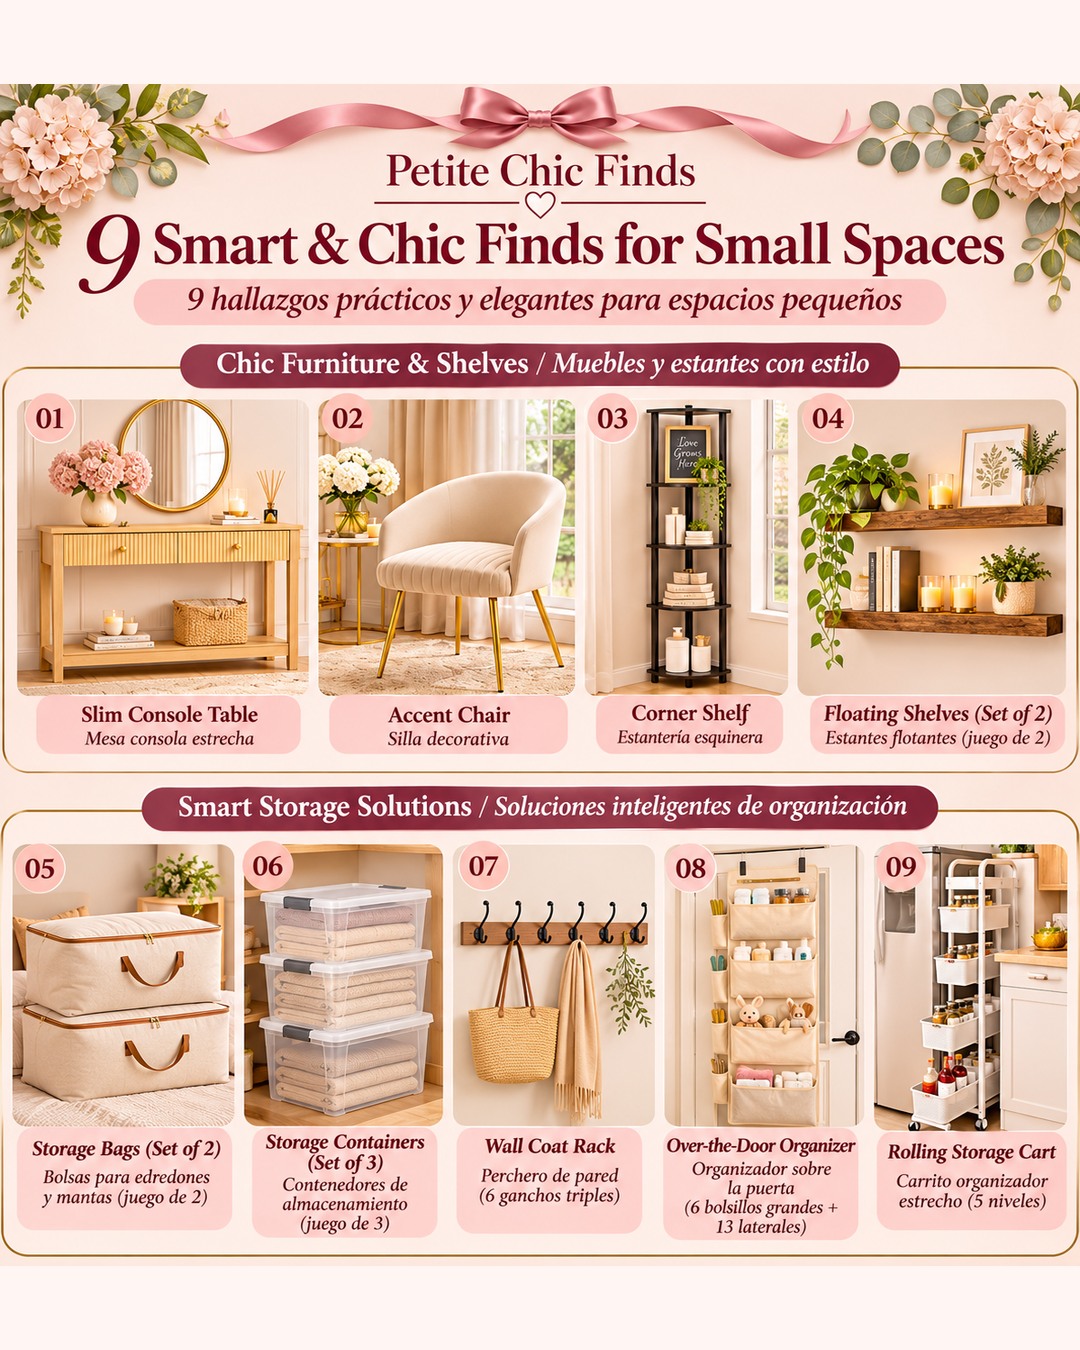 Petite Chic Finds
9 Smart & Chic Finds for Small Spaces
9 hallazgos prácticos y elegantes para espacios pequeños
Chic Furniture & Shelves / Muebles y estantes con estilo
01
Slim Console Table
Mesa consola estrecha
02
Accent Chair
Silla decorativa
03
Love
Grows
Here
Corner Shelf
Estantería esquinera
04
Floating Shelves (Set of 2)
Estantes flotantes (juego de 2)
Smart Storage Solutions / Soluciones inteligentes de organización
05
Storage Bags (Set of 2)
Bolsas para edredones
y mantas (juego de 2)
06
Storage Containers
(Set of 3)
Contenedores de
almacenamiento
(juego de 3)
07
Wall Coat Rack
Perchero de pared
(6 ganchos triples)
08
Over-the-Door Organizer
Organizador sobre
la puerta
(6 bolsillos grandes +
13 laterales)
09
Rolling Storage Cart
Carrito organizador
estrecho (5 niveles)